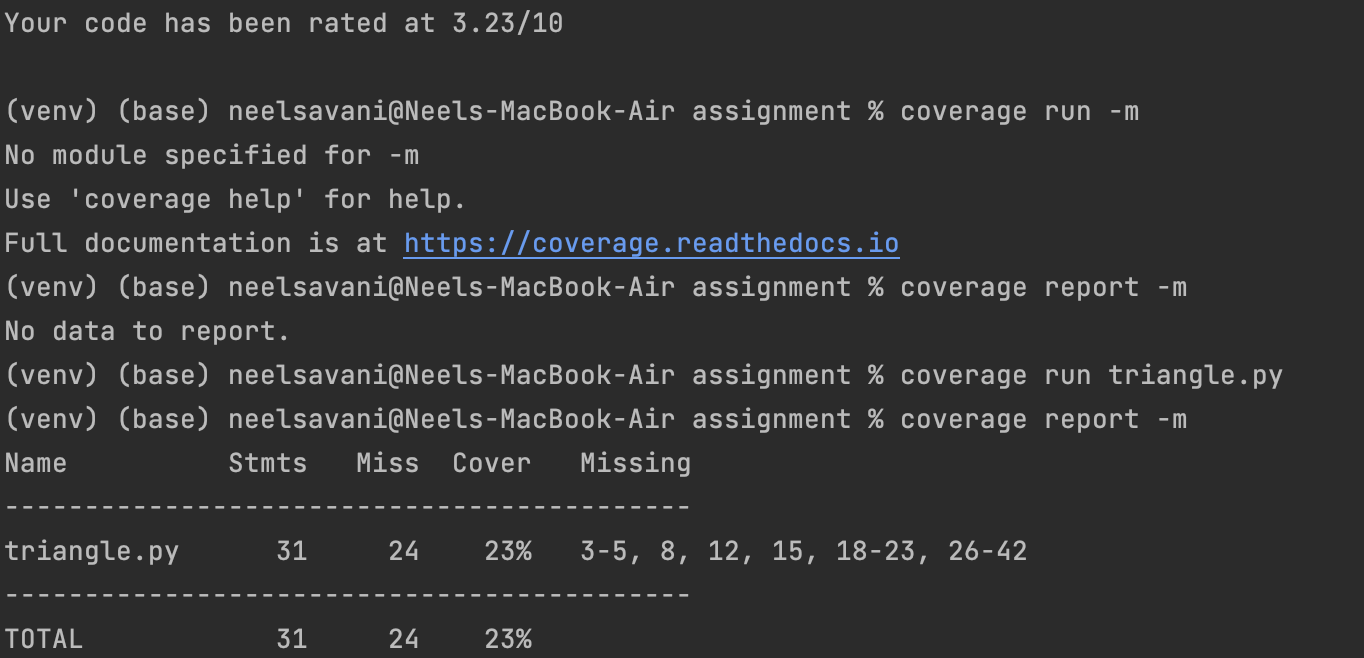 Your code has been rated at 3.23/10
(venv) (base) neelsavani@Neels-MacBook-Air assignment % coverage run -m
No module specified for -m
Use 'coverage help' for help.
Full documentation is at https://coverage.readthedocs.io
(venv) (base) neelsavani@Neels-MacBook-Air assignment % coverage report -m
No data to report.
(venv) (base) neelsavani@Neels-MacBook-Air assignment % coverage run triangle.py
(venv) (base) neelsavani@Neels-MacBook-Air assignment % coverage report -m
Name          Stmts   Miss  Cover   Missing
-------------------------------------------
triangle.py      31     24    23%   3-5, 8, 12, 15, 18-23, 26-42
-------------------------------------------
TOTAL            31     24    23%